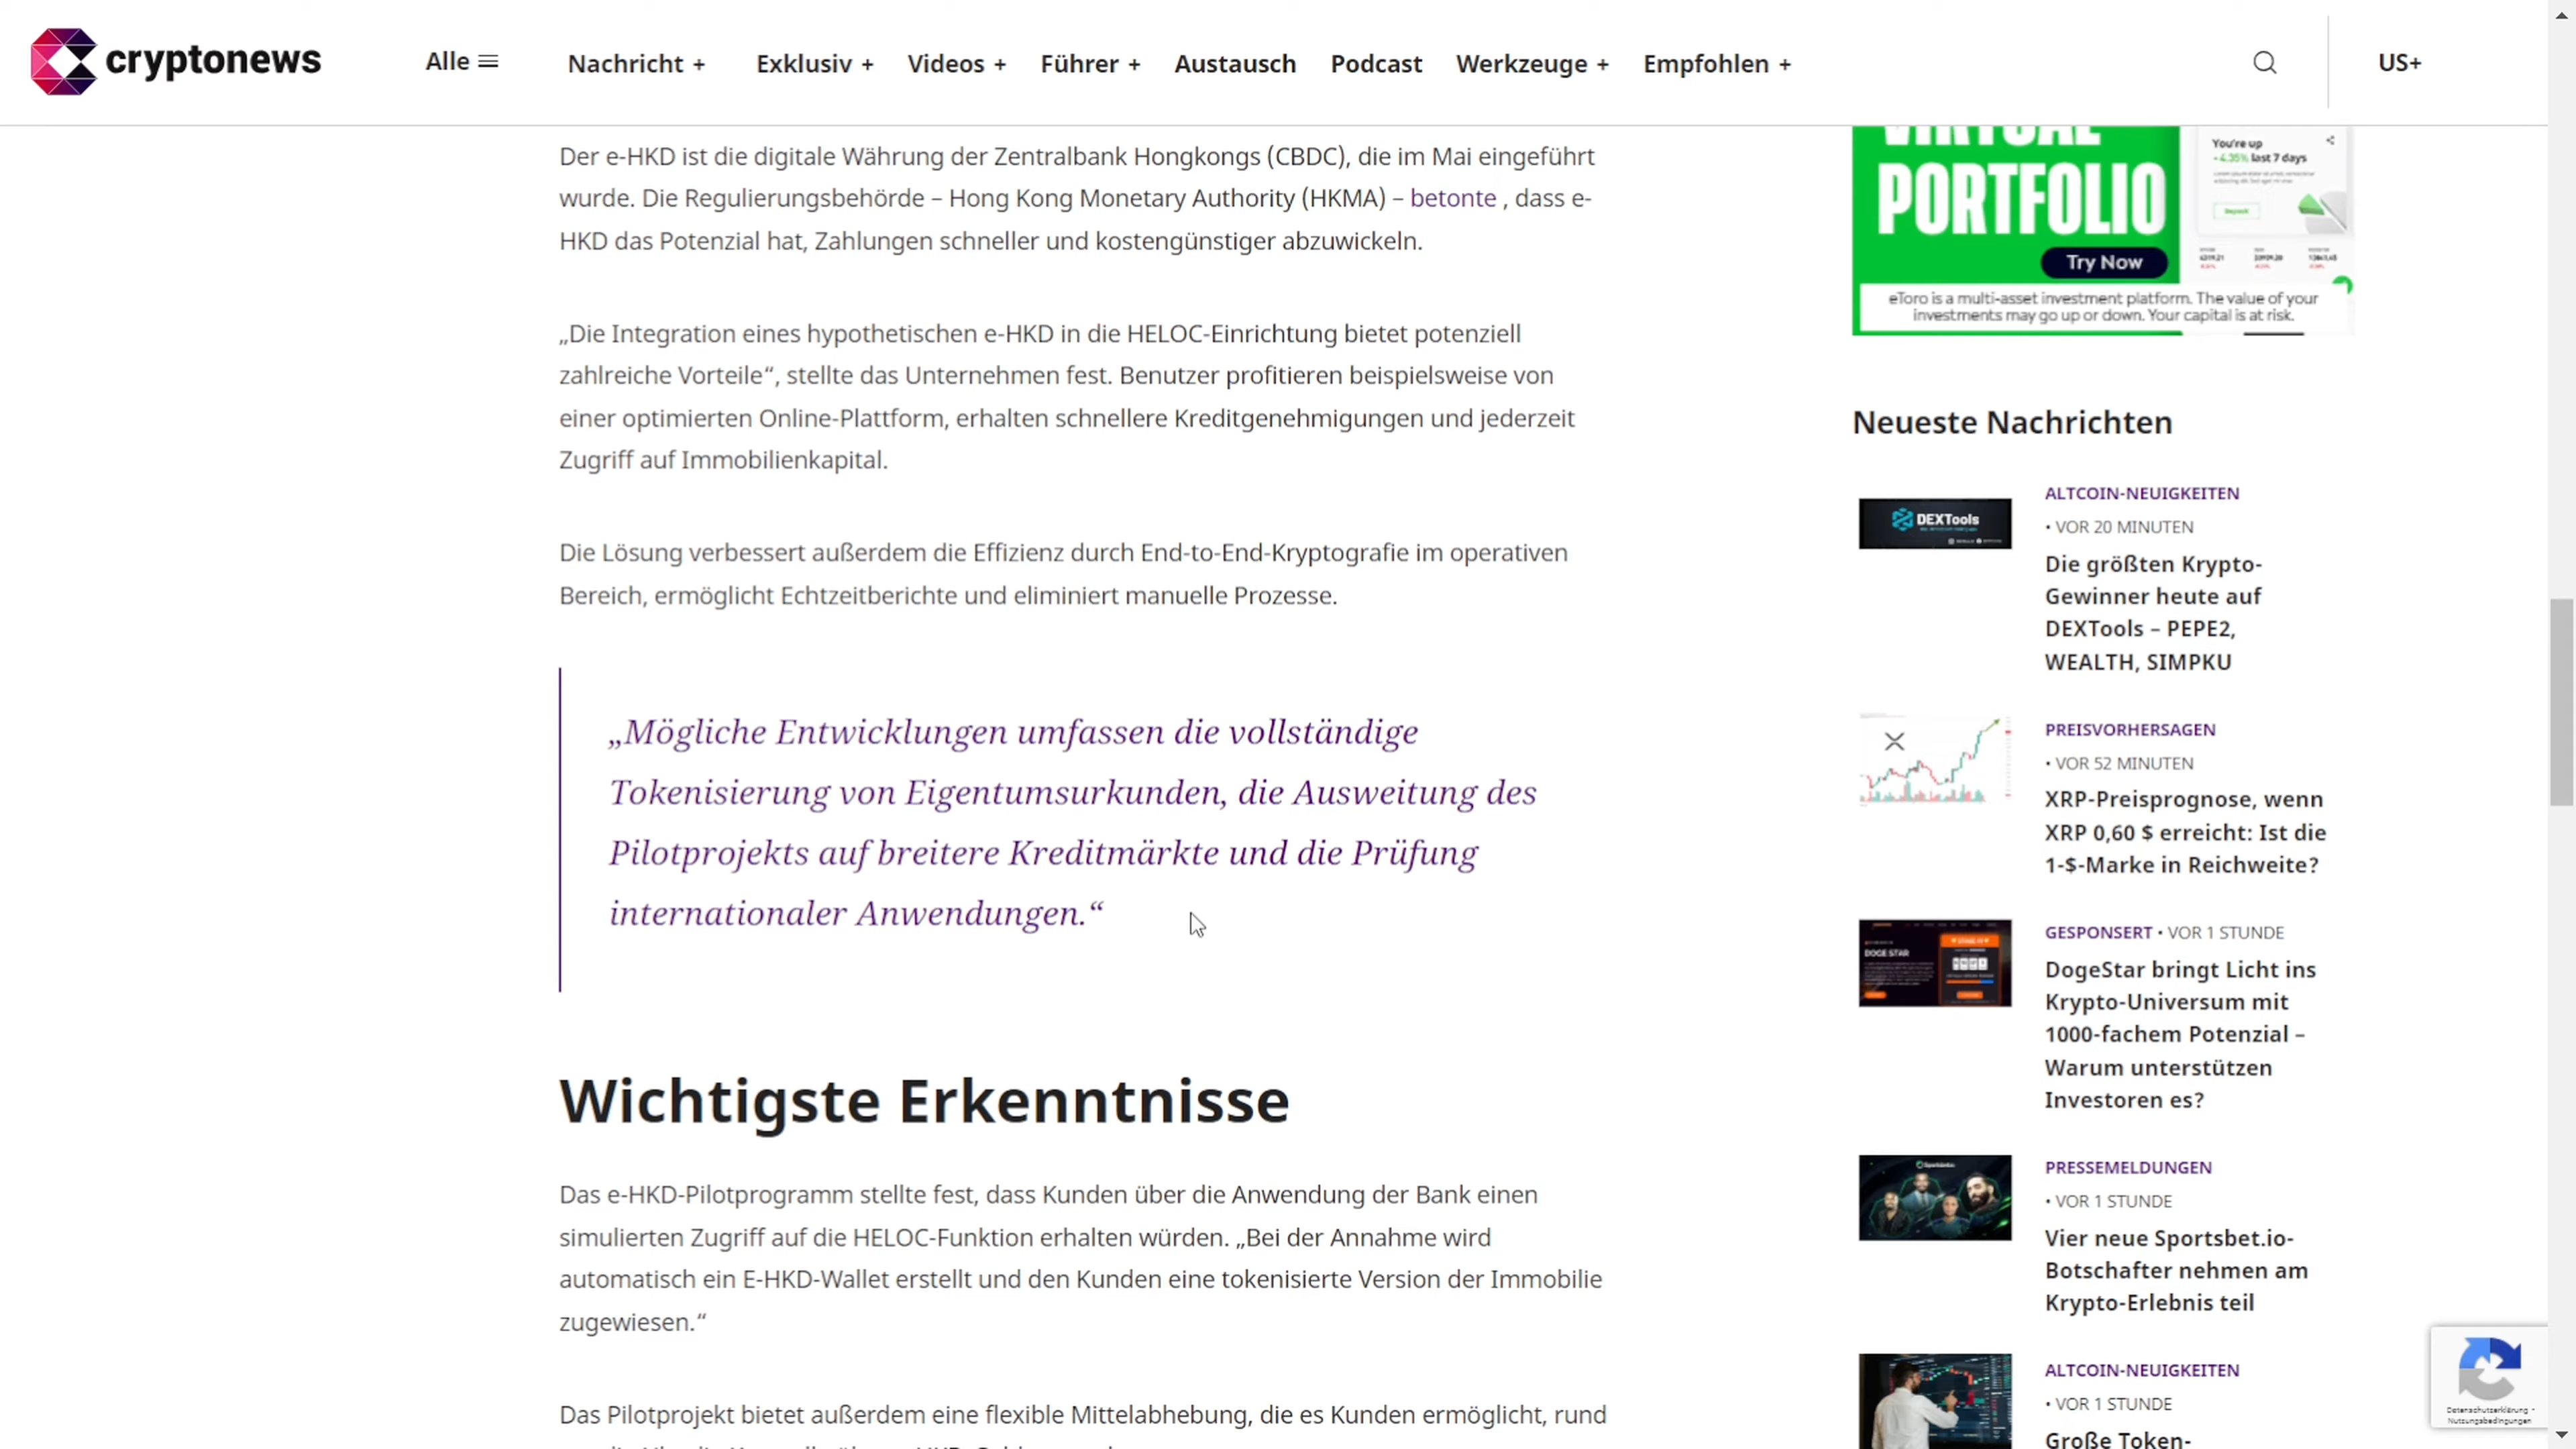 cryptonews
Alle
Nachricht +
Exklusiv +
Videos +
Führer +
Austausch
Podcast
Werkzeuge +
Empfohlen +
US+
Der e-HKD ist die digitale Währung der Zentralbank Hongkongs (CBDC), die im Mai eingeführt
wurde. Die Regulierungsbehörde – Hong Kong Monetary Authority (HKMA) – betonte , dass e-
HKD das Potenzial hat, Zahlungen schneller und kostengünstiger abzuwickeln.
„Die Integration eines hypothetischen e-HKD in die HELOC-Einrichtung bietet potenziell
zahlreiche Vorteile“, stellte das Unternehmen fest. Benutzer profitieren beispielsweise von
einer optimierten Online-Plattform, erhalten schnellere Kreditgenehmigungen und jederzeit
Zugriff auf Immobilienkapital.
Die Lösung verbessert außerdem die Effizienz durch End-to-End-Kryptografie im operativen
Bereich, ermöglicht Echtzeitberichte und eliminiert manuelle Prozesse.
„Mögliche Entwicklungen umfassen die vollständige
Tokenisierung von Eigentumsurkunden, die Ausweitung des
Pilotprojekts auf breitere Kreditmärkte und die Prüfung
internationaler Anwendungen.“
Wichtigste Erkenntnisse
Das e-HKD-Pilotprogramm stellte fest, dass Kunden über die Anwendung der Bank einen
simulierten Zugriff auf die HELOC-Funktion erhalten würden. „Bei der Annahme wird
automatisch ein E-HKD-Wallet erstellt und den Kunden eine tokenisierte Version der Immobilie
zugewiesen.“
Das Pilotprojekt bietet außerdem eine flexible Mittelabhebung, die es Kunden ermöglicht, rund
VIRTUAL
PORTFOLIO
Try Now
You're up
last 7 days
Deposit
eToro is a multi-asset investment platform. The value of your
investments may go up or down. Your capital is at risk.
Neueste Nachrichten
DEXTools
ALTCOIN-NEUIGKEITEN
• VOR 20 MINUTEN
Die größten Krypto-
Gewinner heute auf
DEXTools – PEPE2,
WEALTH, SIMPKU
PREISVORHERSAGEN
• VOR 52 MINUTEN
XRP-Preisprognose, wenn
XRP 0,60 $ erreicht: Ist die
1-$-Marke in Reichweite?
DOGE STAR
GESPONSERT • VOR 1 STUNDE
DogeStar bringt Licht ins
Krypto-Universum mit
1000-fachem Potenzial –
Warum unterstützen
Investoren es?
PRESSEMELDUNGEN
• VOR 1 STUNDE
Vier neue Sportsbet.io-
Botschafter nehmen am
Krypto-Erlebnis teil
ALTCOIN-NEUIGKEITEN
• VOR 1 STUNDE
Große Token-
Datenschutzerklärung •
Nutzungsbedingungen